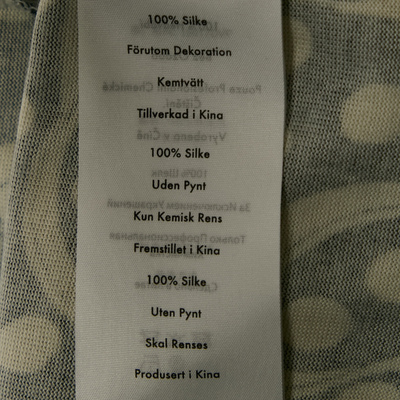 100% Silke
Förutom Dekoration
Kemtvätt
Tillverkad i Kina
100% Silke
Uden Pynt
Kun Kemisk Rens
Fremstillet i Kina
100% Silke
Uten Pynt
Skal Renses
Produsert i Kina